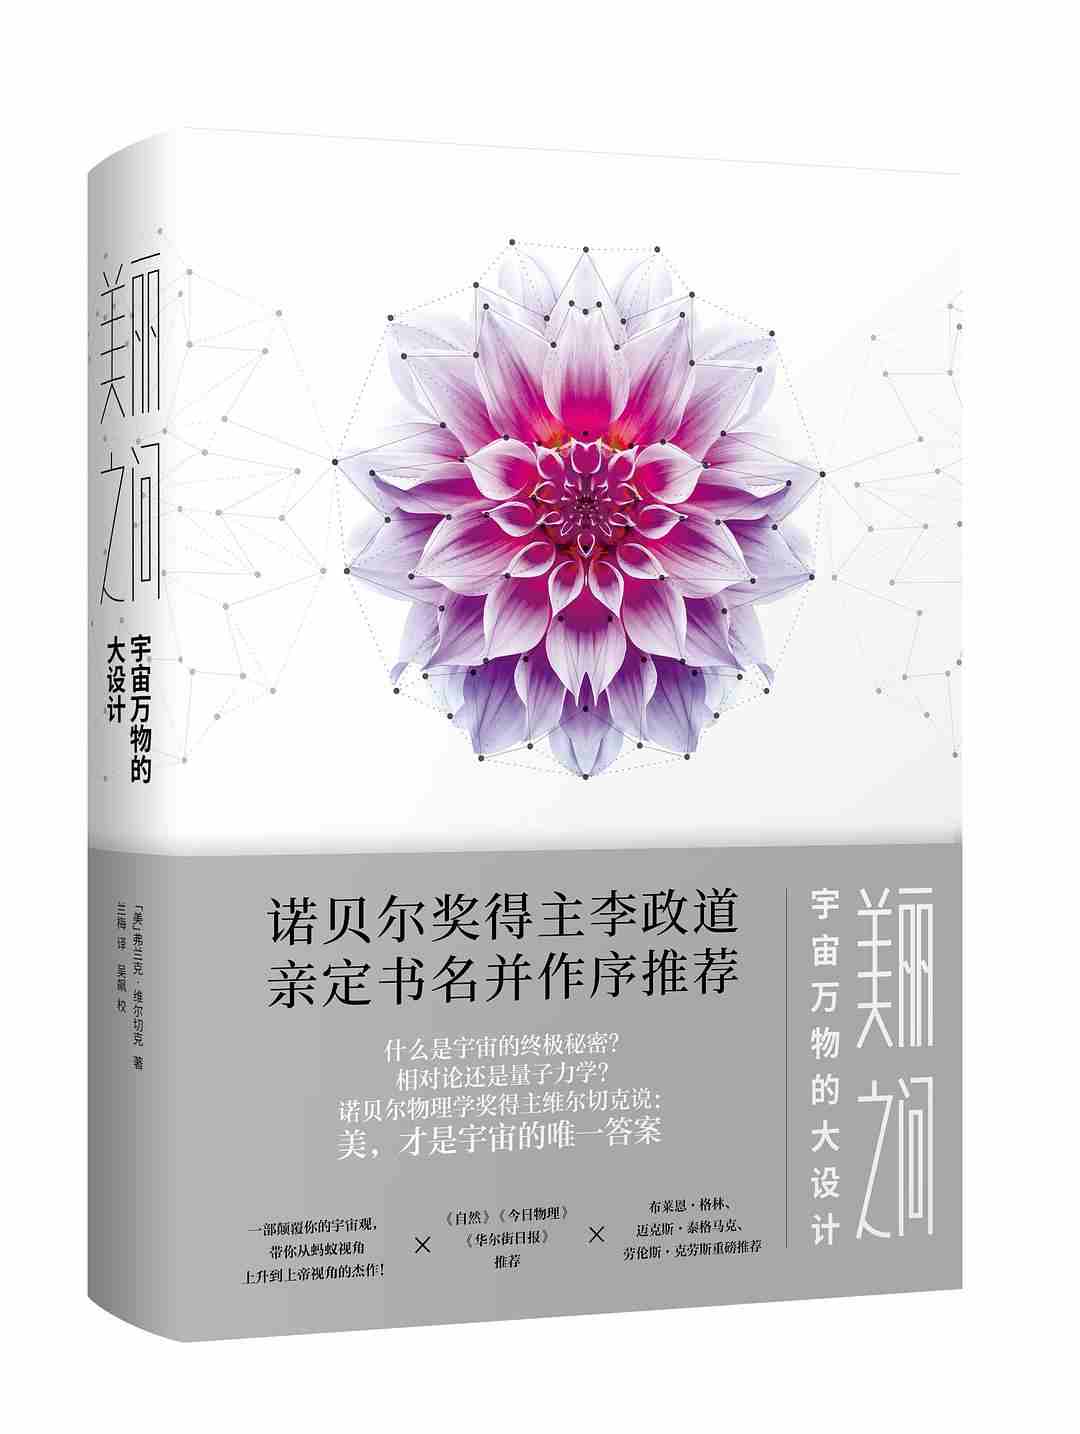 美丽
之问
宇宙万物的
大设计
[美]弗兰克·维尔切克 著
兰梅 译 吴飙 校
诺贝尔奖得主李政道
亲定书名并作序推荐
什么是宇宙的终极秘密？
相对论还是量子力学？
诺贝尔物理学奖得主维尔切克说：
美，才是宇宙的唯一答案
一部颠覆你的宇宙观，
带你从蚂蚁视角
上升到上帝视角的杰作！
×
《自然》《今日物理》
《华尔街日报》
推荐
×
布莱恩·格林、
迈克斯·泰格马克、
劳伦斯·克劳斯重磅推荐
美丽
之问
宇宙万物的大设计